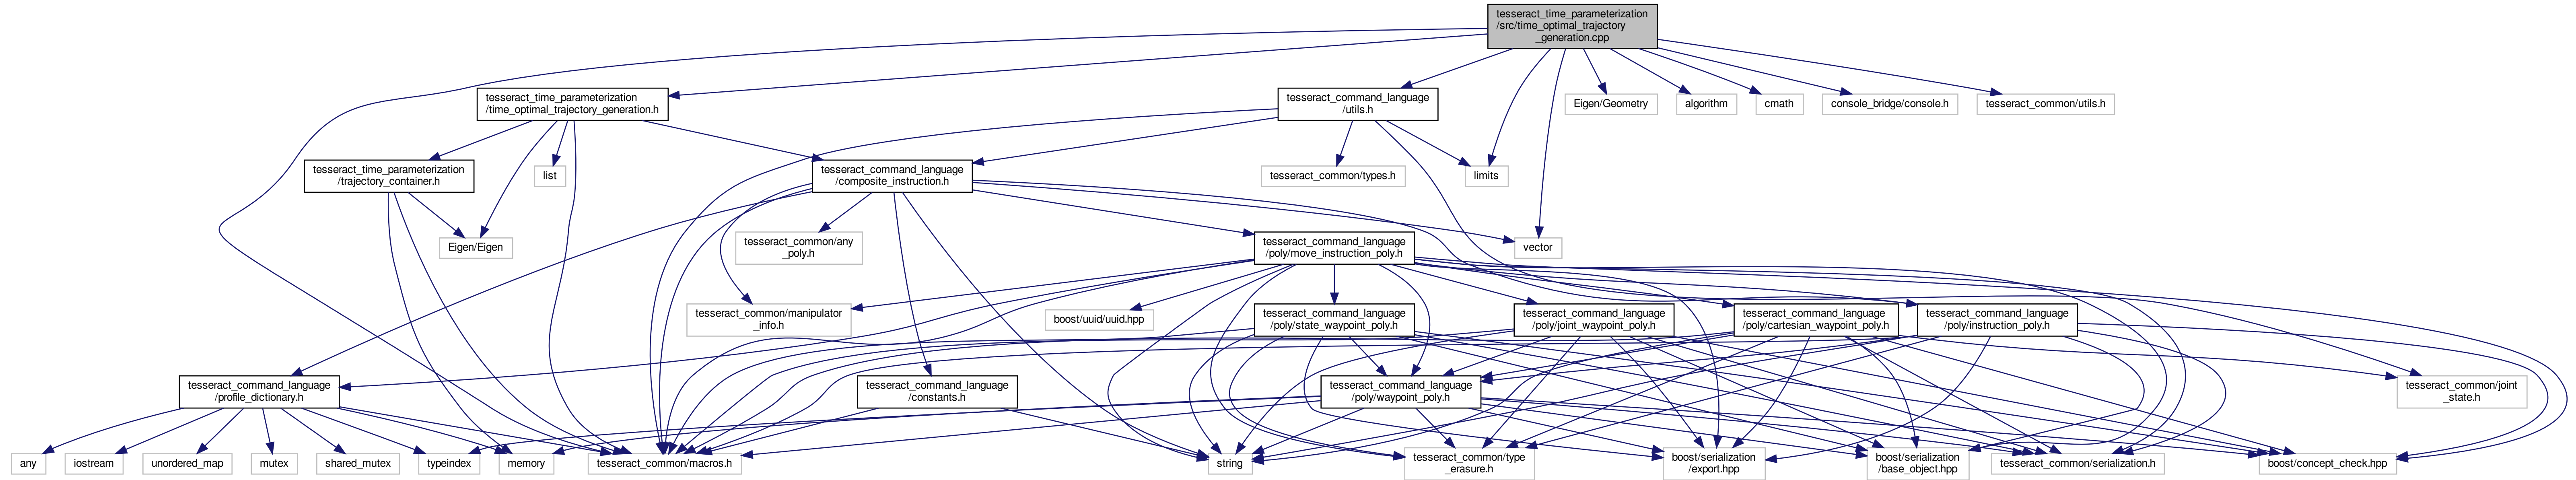 tesseract_time_parameterization
/src/time_optimal_trajectory
_generation.cpp
tesseract_time_parameterization
/time_optimal_trajectory_generation.h
tesseract_command_language
/utils.h
Eigen/Geometry
algorithm
cmath
console_bridge/console.h
tesseract_common/utils.h
tesseract_time_parameterization
/trajectory_container.h
list
tesseract_command_language
/composite_instruction.h
tesseract_common/types.h
limits
Eigen/Eigen
tesseract_common/any
_poly.h
tesseract_command_language
/poly/move_instruction_poly.h
vector
tesseract_common/manipulator
_info.h
boost/uuid/uuid.hpp
tesseract_command_language
/poly/state_waypoint_poly.h
tesseract_command_language
/poly/joint_waypoint_poly.h
tesseract_command_language
/poly/cartesian_waypoint_poly.h
tesseract_command_language
/poly/instruction_poly.h
tesseract_command_language
/profile_dictionary.h
tesseract_command_language
/constants.h
tesseract_command_language
/poly/waypoint_poly.h
tesseract_common/joint
_state.h
any
iostream
unordered_map
mutex
shared_mutex
typeindex
memory
tesseract_common/macros.h
string
tesseract_common/type
_erasure.h
boost/serialization
/export.hpp
boost/serialization
/base_object.hpp
tesseract_common/serialization.h
boost/concept_check.hpp